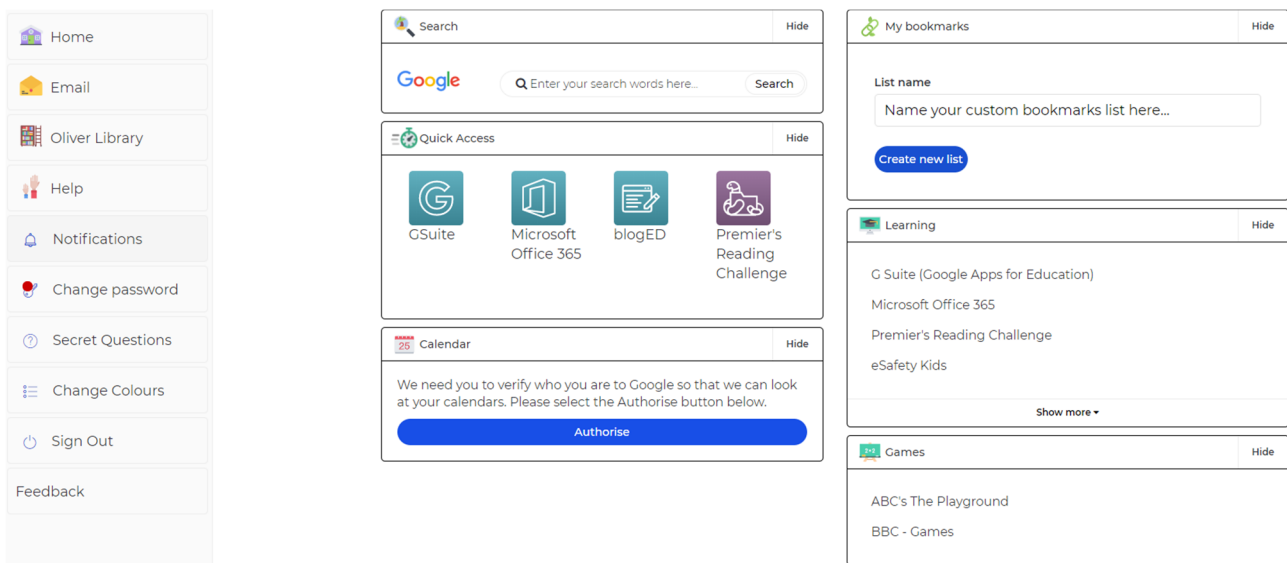 Home
Email
Oliver Library
Help
Notifications
Change password
Secret Questions
Change Colours
Sign Out
Feedback
Search
Hide
Google
Enter your search words here...
Search
Quick Access
Hide
GSuite
Microsoft
Office 365
blogED
Premier's
Reading
Challenge
25
Calendar
Hide
We need you to verify who you are to Google so that we can look
at your calendars. Please select the Authorise button below.
Authorise
My bookmarks
Hide
List name
Name your custom bookmarks list here...
Create new list
Learning
Hide
G Suite (Google Apps for Education)
Microsoft Office 365
Premier's Reading Challenge
eSafety Kids
Show more
Games
Hide
ABC's The Playground
BBC - Games